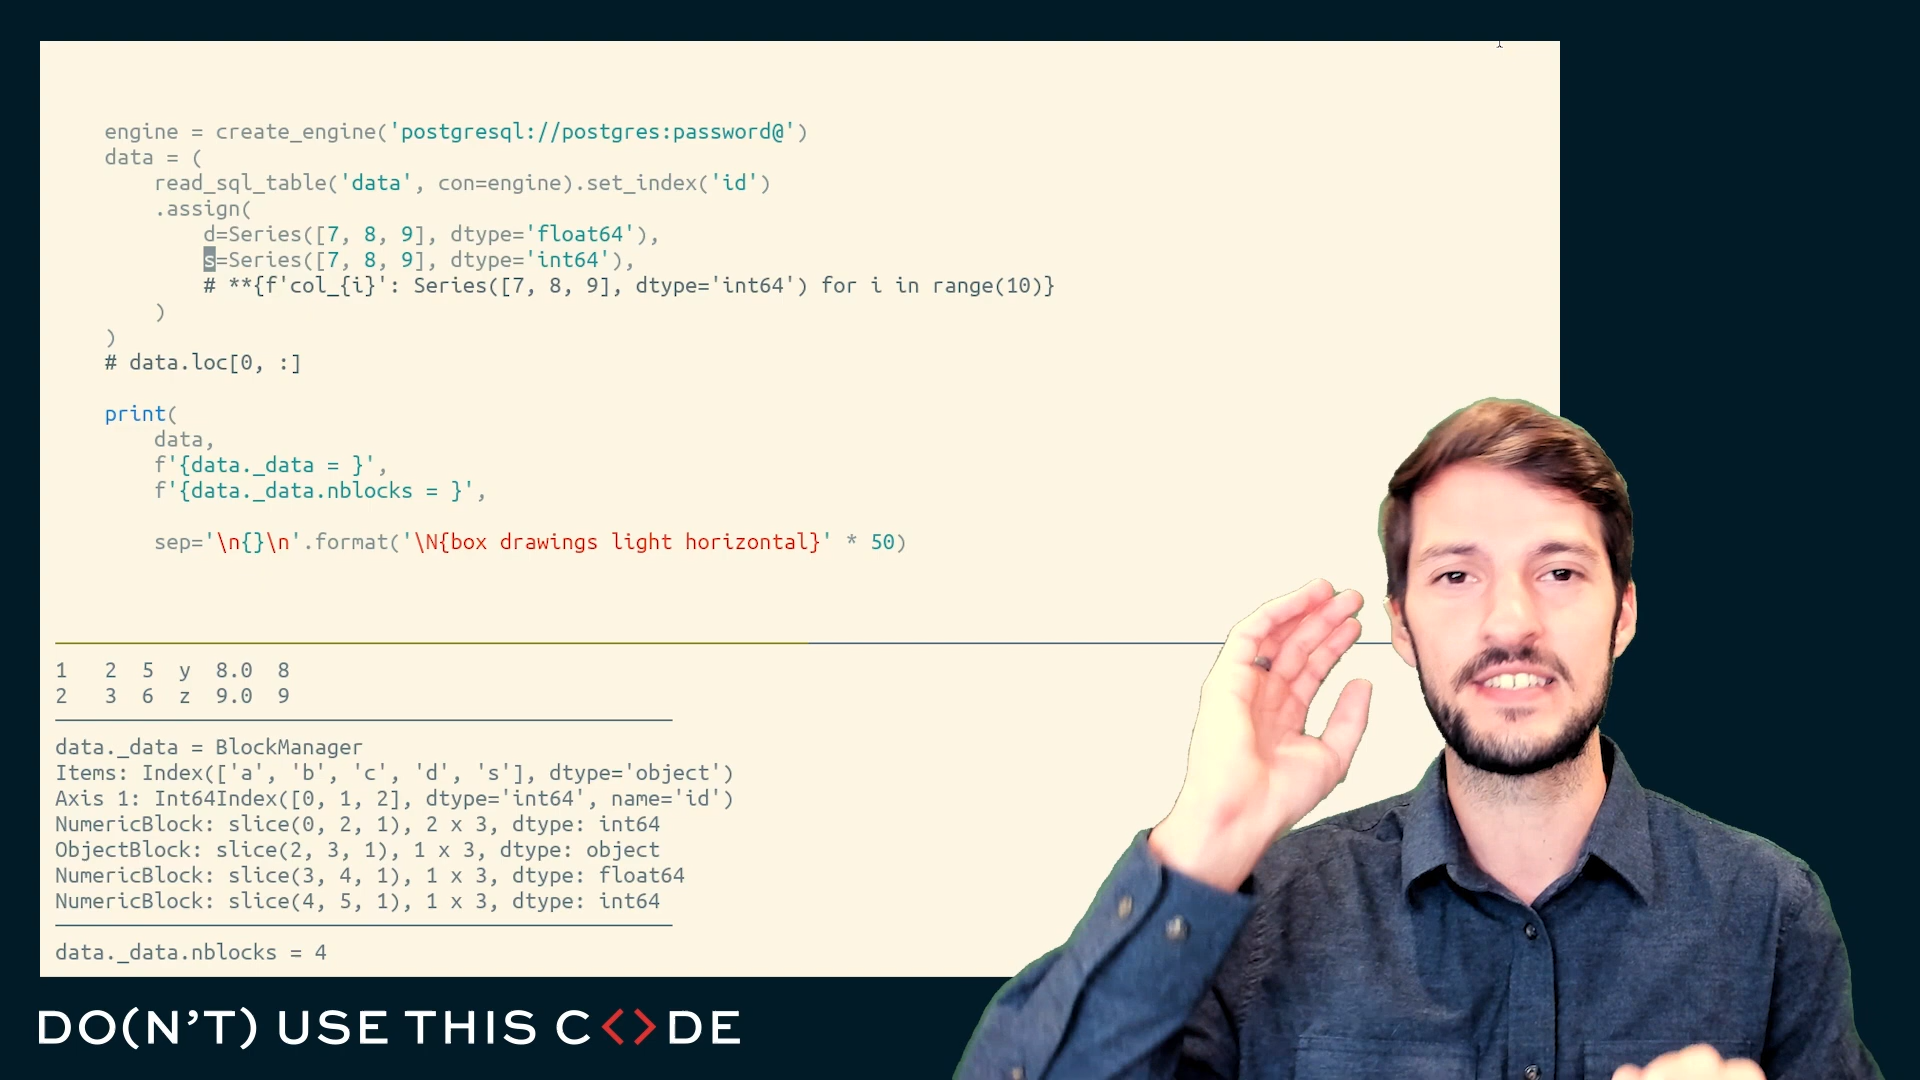 engine = create_engine('postgresql://postgres:password@')
data = (
    read_sql_table('data', con=engine).set_index('id')
    .assign(
        d=Series([7, 8, 9], dtype='float64'),
        s=Series([7, 8, 9], dtype='int64'),
        # **{f'col_{i}': Series([7, 8, 9], dtype='int64') for i in range(10)}
    )
)
# data.loc[0, :]
print(
    data,
    f'{data._data = }',
    f'{data._data.nblocks = }',
    sep='\n{}\n'.format('\N{box drawings light horizontal}' * 50)
1   2  5  y  8.0  8
2   3  6  z  9.0  9
data._data = BlockManager
Items: Index(['a', 'b', 'c', 'd', 's'], dtype='object')
Axis 1: Int64Index([0, 1, 2], dtype='int64', name='id')
NumericBlock: slice(0, 2, 1), 2 x 3, dtype: int64
ObjectBlock: slice(2, 3, 1), 1 x 3, dtype: object
NumericBlock: slice(3, 4, 1), 1 x 3, dtype: float64
NumericBlock: slice(4, 5, 1), 1 x 3, dtype: int64
data._data.nblocks = 4
DO(N'T) USE THIS C<>DE